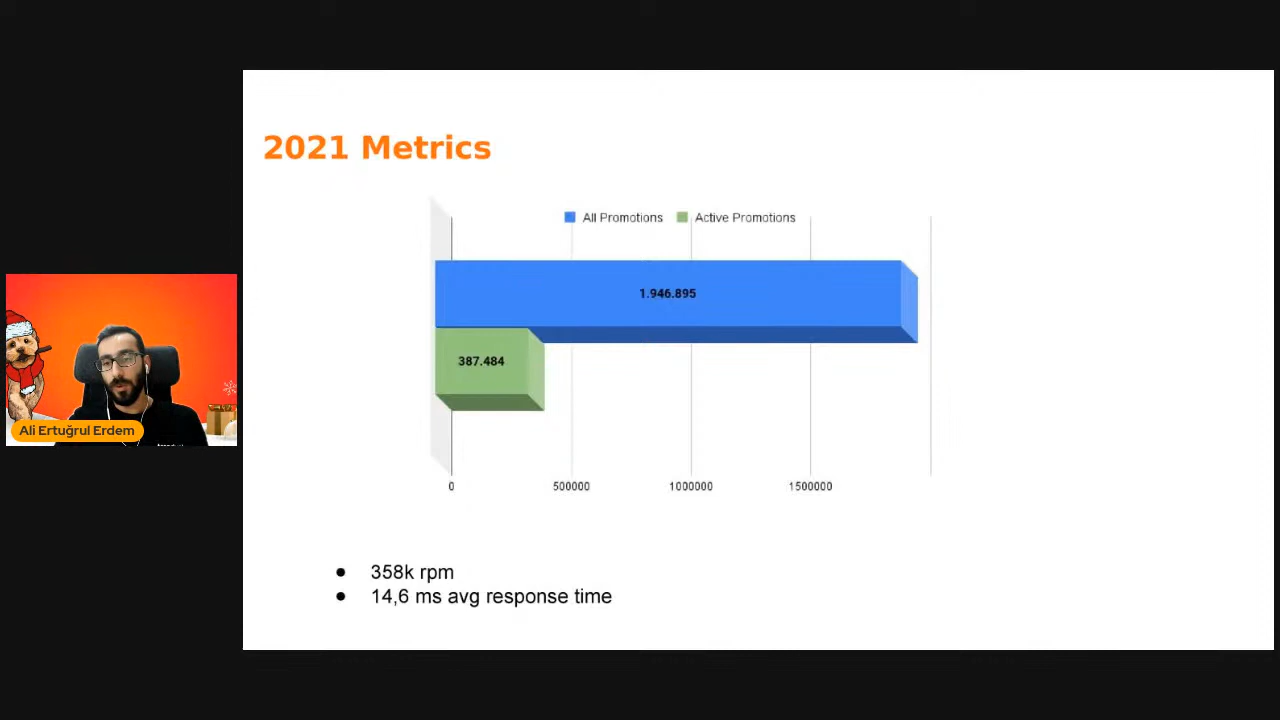 2021 Metrics
All Promotions
Active Promotions
1.946.895
387.484
0
500000
1000000
1500000
Ali Ertuğrul Erdem
● 358k rpm
● 14,6 ms avg response time